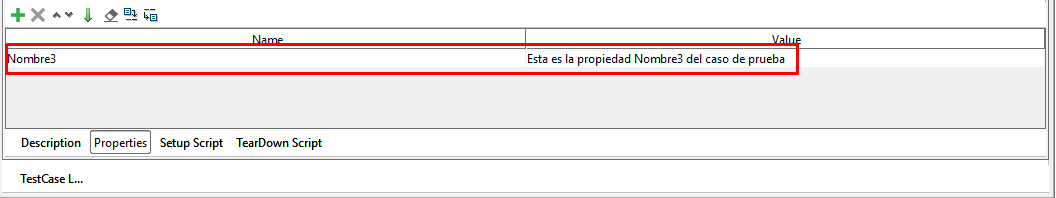 Name Value
Nombre3 Esta es la propiedad Nombre3 del caso de prueba
Description Properties Setup Script TearDown Script
TestCase L...